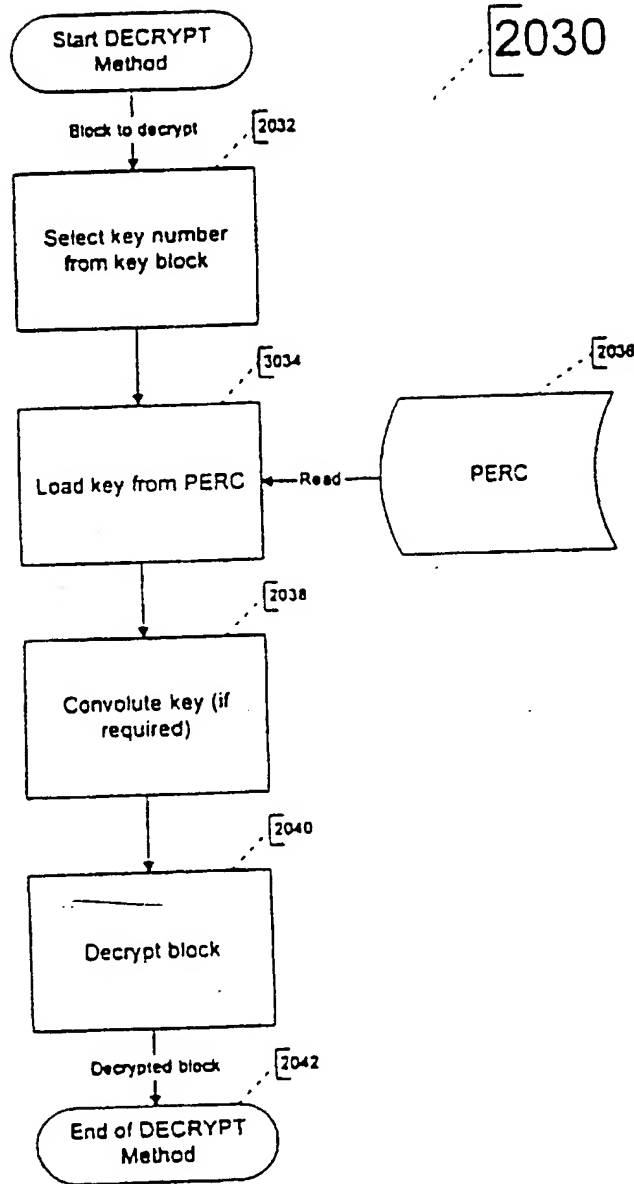 Start DECRYPT
Method
2030
Block to decrypt
2032
Select key number
from key block
3034
2036
Load key from PERC
Read
PERC
2038
Convolute key (if
required)
2040
Decrypt block
Decrypted block
2042
End of DECRYPT
Method